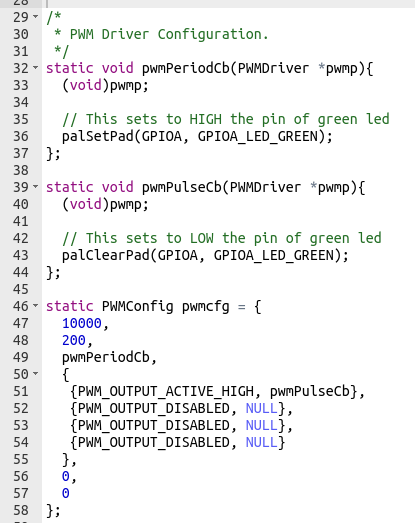 28
29 /*
30  * PWM Driver Configuration.
31  */
32 static void pwmPeriodCb(PWMDriver *pwmp){
33   (void)pwmp;
34
35   // This sets to HIGH the pin of green led
36   palSetPad(GPIOA, GPIOA_LED_GREEN);
37 };
38
39 static void pwmPulseCb(PWMDriver *pwmp){
40   (void)pwmp;
41
42   // This sets to LOW the pin of green led
43   palClearPad(GPIOA, GPIOA_LED_GREEN);
44 };
45
46 static PWMConfig pwmcfg = {
47   10000,
48   200,
49   pwmPeriodCb,
50   {
51    {PWM_OUTPUT_ACTIVE_HIGH, pwmPulseCb},
52    {PWM_OUTPUT_DISABLED, NULL},
53    {PWM_OUTPUT_DISABLED, NULL},
54    {PWM_OUTPUT_DISABLED, NULL}
55   },
56   0,
57   0
58 };